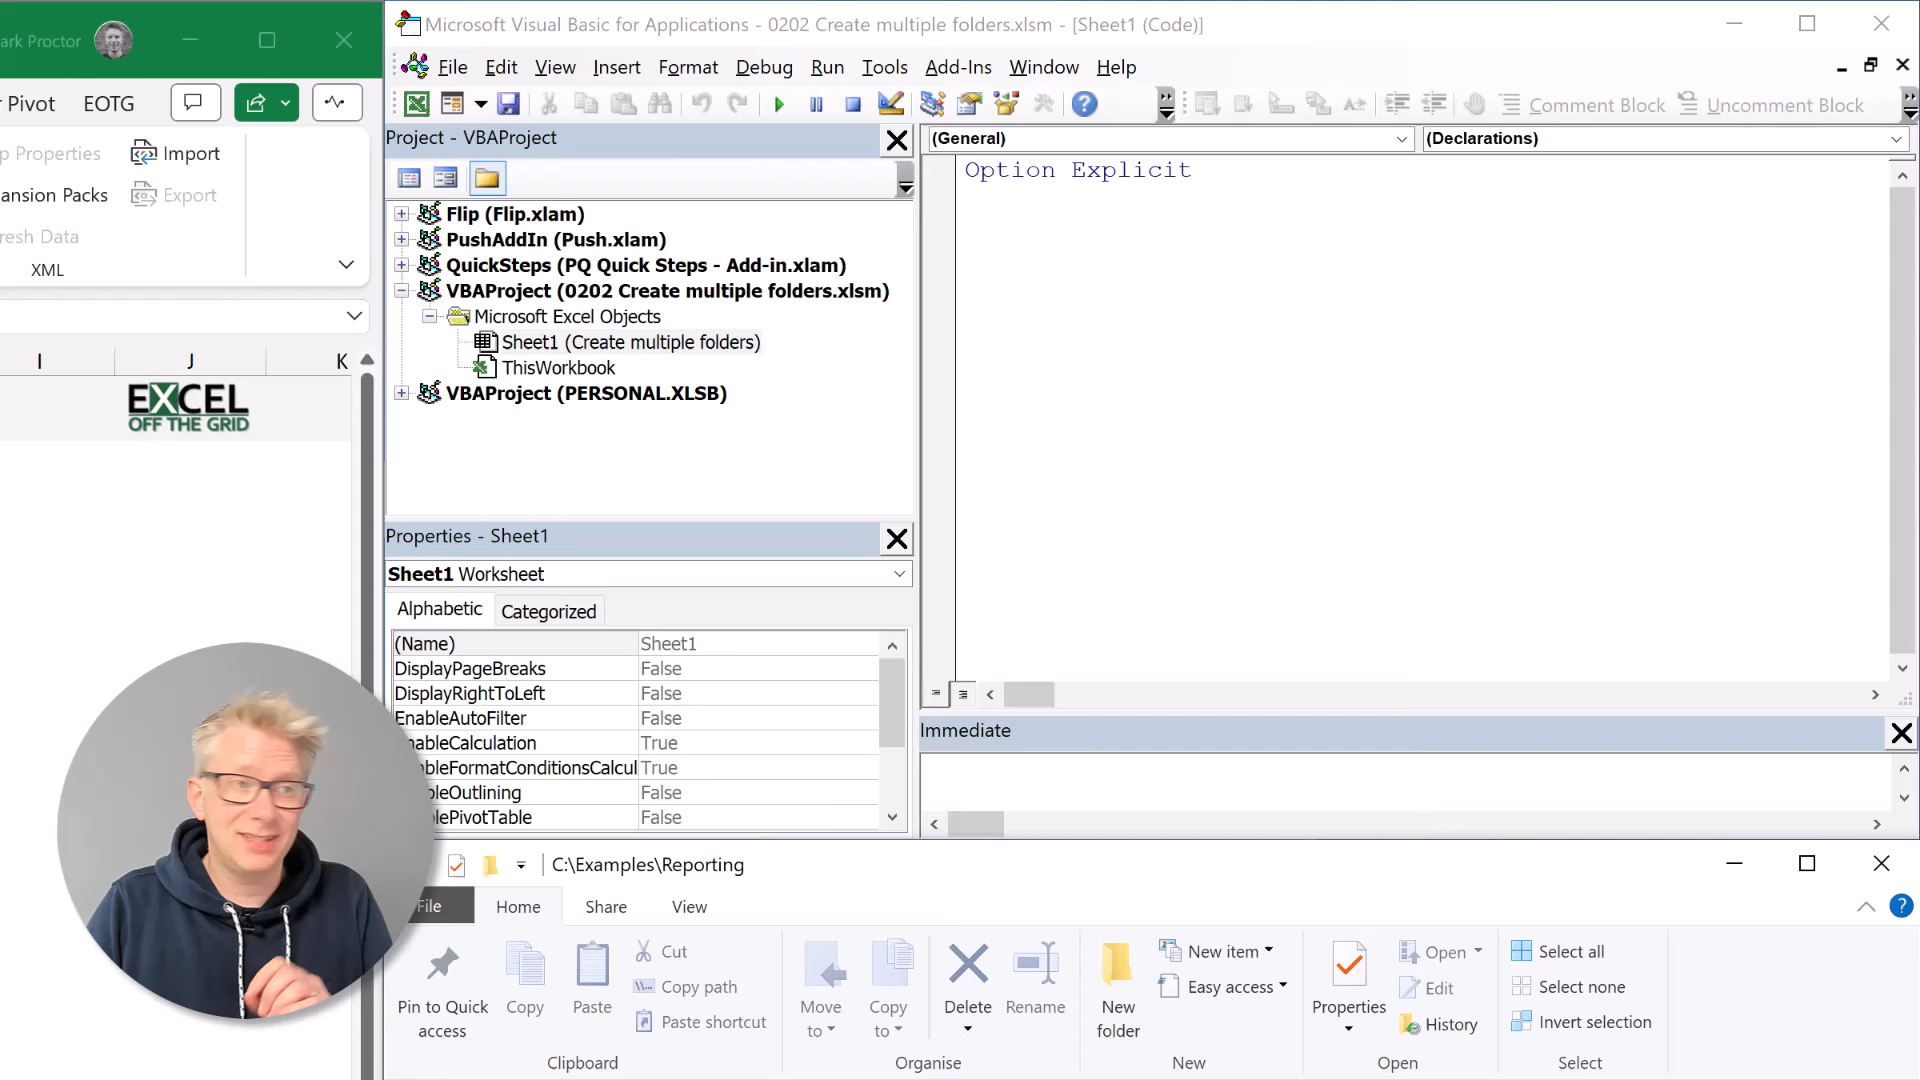 ark Proctor
Pivot
EOTG
p Properties
Import
ansion Packs
Export
resh Data
XML
I
J
K
EXCEL
OFF THE GRID
Microsoft Visual Basic for Applications - 0202 Create multiple folders.xlsm - [Sheet1 (Code)]
File
Edit
View
Insert
Format
Debug
Run
Tools
Add-Ins
Window
Help
Comment Block
Uncomment Block
Project - VBAProject
Flip (Flip.xlam)
PushAddIn (Push.xlam)
QuickSteps (PQ Quick Steps - Add-in.xlam)
VBAProject (0202 Create multiple folders.xlsm)
Microsoft Excel Objects
Sheet1 (Create multiple folders)
ThisWorkbook
VBAProject (PERSONAL.XLSB)
Properties - Sheet1
Sheet1 Worksheet
Alphabetic
Categorized
(Name) Sheet1
DisplayPageBreaks False
DisplayRightToLeft False
EnableAutoFilter False
nableCalculation True
bleFormatConditionsCalcul True
bleOutlining False
plePivotTable False
(General)
(Declarations)
Option Explicit
Immediate
C:\Examples\Reporting
File
Home
Share
View
Pin to Quick
access
Copy
Paste
Cut
Copy path
Paste shortcut
Clipboard
Move
to
Copy
to
Delete
Rename
Organise
New
folder
New item
Easy access
New
Properties
Open
Edit
History
Open
Select all
Select none
Invert selection
Select